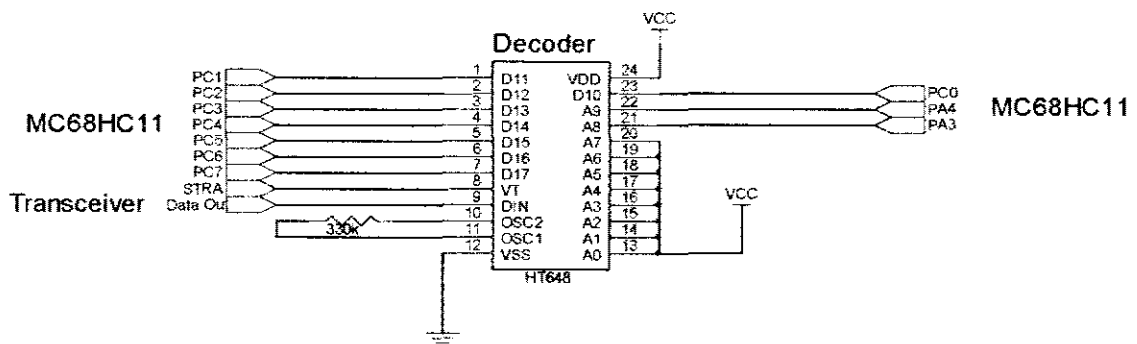 VCC
Decoder
PC1 1 D11 VDD 24
PC2 2 D12 D10 23 PC0
PC3 3 D13 A9 22 PA4
PC4 4 D14 A8 21 PA3
PC5 5 D15 A7 20
PC6 6 D16 A6 19
PC7 7 D17 A5 18
STRA 8 VT A4 17
Data Ou 9 DIN A3 16
330k 10 OSC2 A2 15
11 OSC1 A1 14
12 VSS A0 13
MC68HC11
MC68HC11
Transceiver
VCC
HT648